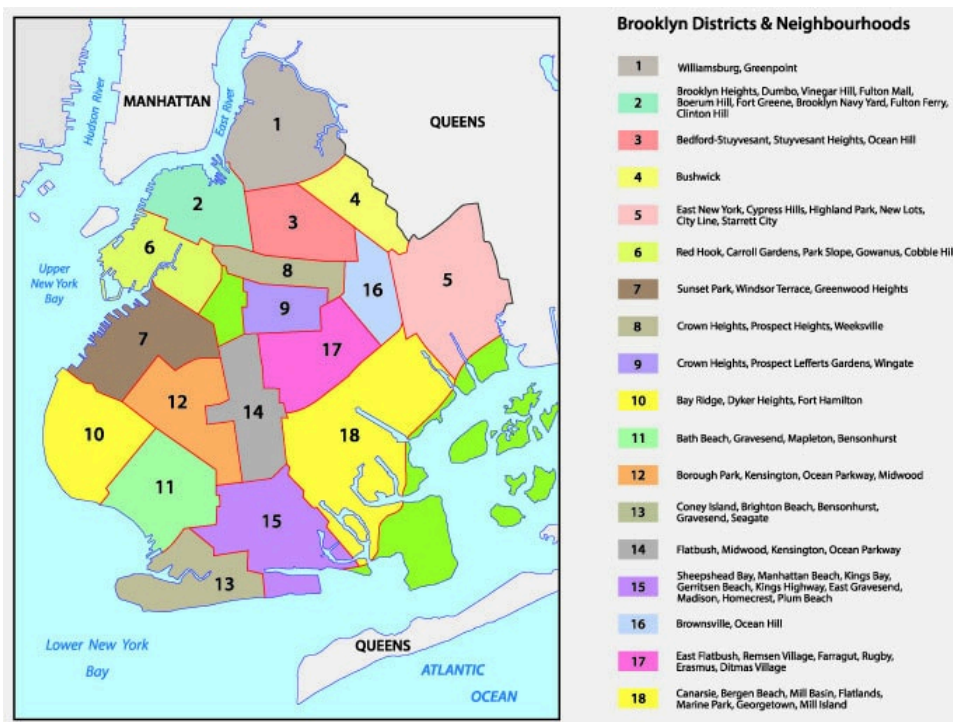 Brooklyn Districts & Neighbourhoods
MANHATTAN
QUEENS
Hudson River
East River
Upper
New York
Bay
1
2
3
4
5
6
7
8
9
10
11
12
13
14
15
16
17
18
Lower New York
Bay
QUEENS
ATLANTIC
OCEAN
1
Williamsburg, Greenpoint
2
Brooklyn Heights, Dumbo, Vinegar Hill, Fulton Mall,
Boerum Hill, Fort Greene, Brooklyn Navy Yard, Fulton Ferry,
Clinton Hill
3
Bedford-Stuyvesant, Stuyvesant Heights, Ocean Hill
4
Bushwick
5
East New York, Cypress Hills, Highland Park, New Lots,
City Line, Starrett City
6
Red Hook, Carroll Gardens, Park Slope, Gowanus, Cobble Hil
7
Sunset Park, Windsor Terrace, Greenwood Heights
8
Crown Heights, Prospect Heights, Weeksville
9
Crown Heights, Prospect Lefferts Gardens, Wingate
10
Bay Ridge, Dyker Heights, Fort Hamilton
11
Bath Beach, Gravesend, Mapleton, Bensonhurst
12
Borough Park, Kensington, Ocean Parkway, Midwood
13
Coney Island, Brighton Beach, Bensonhurst,
Gravesend, Seagate
14
Flatbush, Midwood, Kensington, Ocean Parkway
15
Sheepshead Bay, Manhattan Beach, Kings Bay,
Gerritsen Beach, Kings Highway, East Gravesend,
Madison, Homecrest, Plum Beach
16
Brownsville, Ocean Hill
17
East Flatbush, Remsen Village, Farragut, Rugby,
Erasmus, Ditmas Village
18
Canarsie, Bergen Beach, Mill Basin, Flatlands,
Marine Park, Georgetown, Mill Island